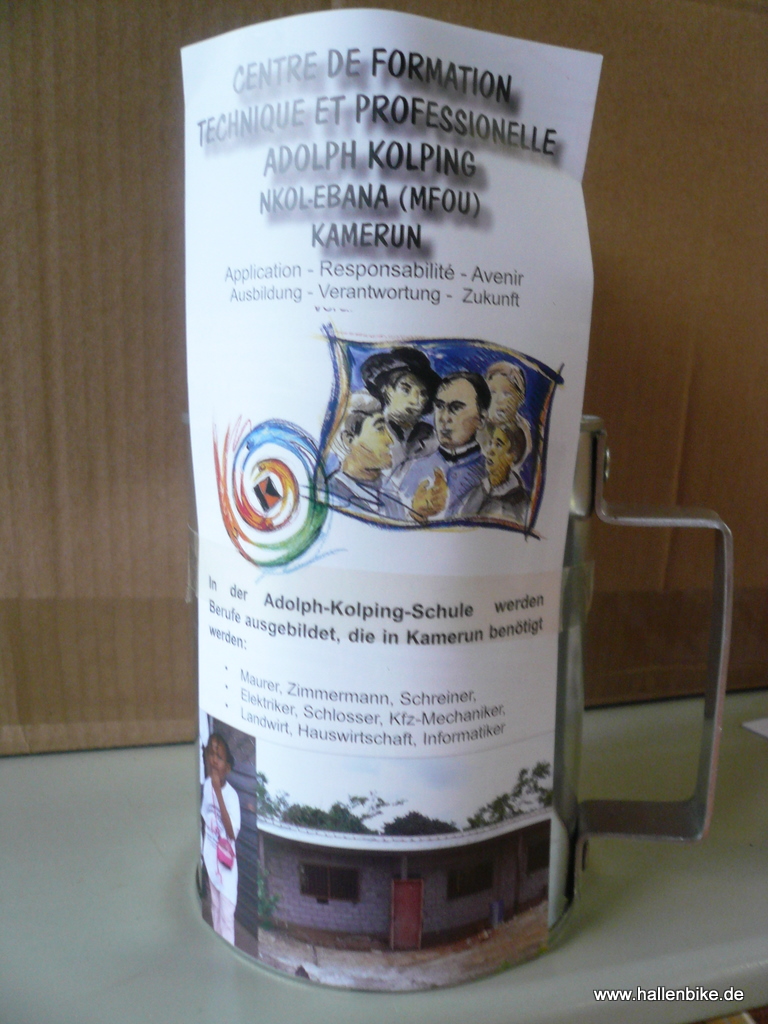 CENTRE DE FORMATION
TECHNIQUE ET PROFESSIONELLE
ADOLPH KOLPING
NKOL-EBANA (MFOU)
KAMERUN
Application - Responsabilité - Avenir
Ausbildung - Verantwortung - Zukunft
In der Adolph-Kolping-Schule werden
Berufe ausgebildet, die in Kamerun benötigt
werden:
• Maurer, Zimmermann, Schreiner,
• Elektriker, Schlosser, Kfz-Mechaniker,
• Landwirt, Hauswirtschaft, Informatiker
www.hallenbike.de